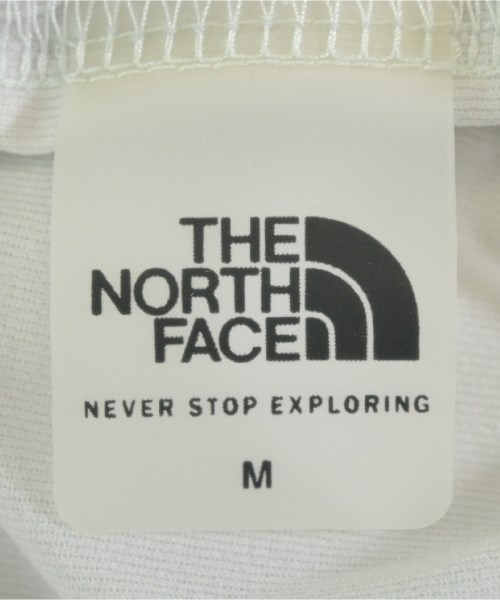 THE
NORTH
FACE
NEVER STOP EXPLORING
M